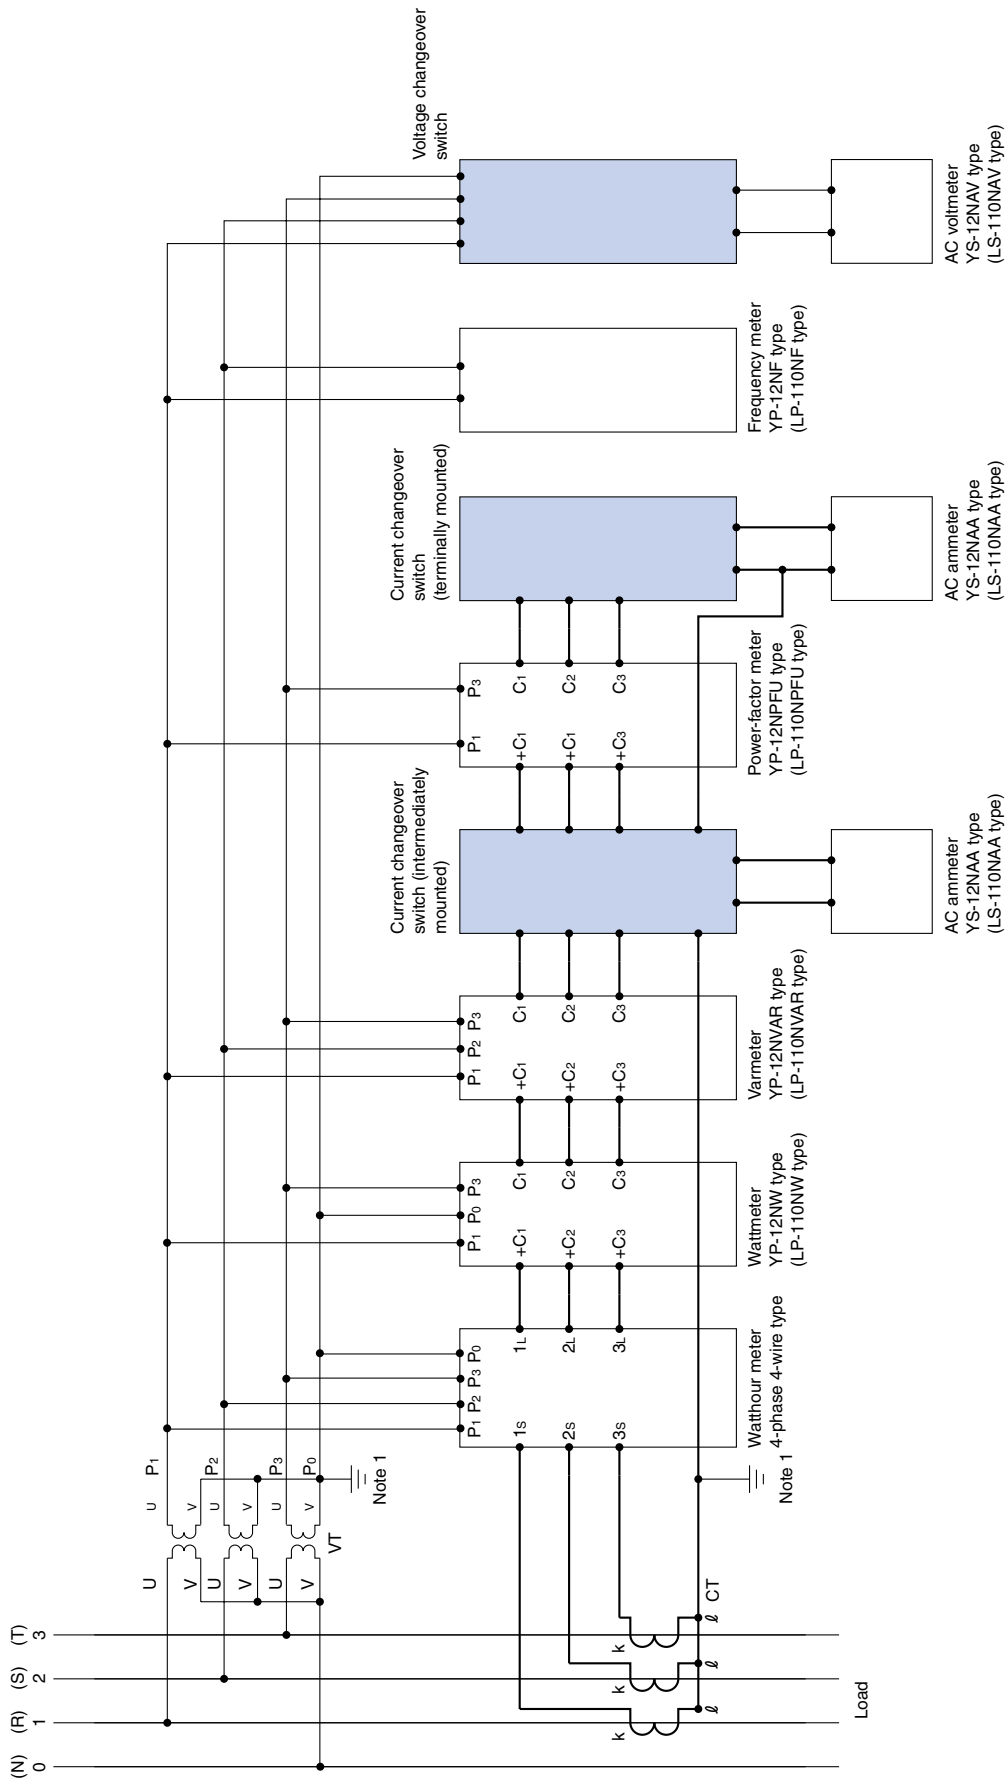 (N) (R) (S) (T)
0 1 2 3
U u P1
V v
U u P2
V v
U u P3
V v P0
VT
Note 1
Current changeover
switch (intermediately
mounted)
Current changeover
switch
(terminally mounted)
Voltage changeover
switch
P1 P2 P3 P0
P1 P0 P3
P1 P2 P3
P1 P3
1S 1L +C1 C1 +C1 C1 +C1 C1
2S 2L +C2 C2 +C2 C2 +C1 C2
3S 3L +C3 C3 +C3 C3 +C3 C3
k k k
ℓ ℓ ℓ
CT
Note 1
Load
Watthour meter
4-phase 4-wire type
Wattmeter
YP-12NW type
(LP-110NW type)
Varmeter
YP-12NVAR type
(LP-110NVAR type)
Power-factor meter
YP-12NPFU type
(LP-110NPFU type)
Frequency meter
YP-12NF type
(LP-110NF type)
AC ammeter
YS-12NAA type
(LS-110NAA type)
AC ammeter
YS-12NAA type
(LS-110NAA type)
AC voltmeter
YS-12NAV type
(LS-110NAV type)